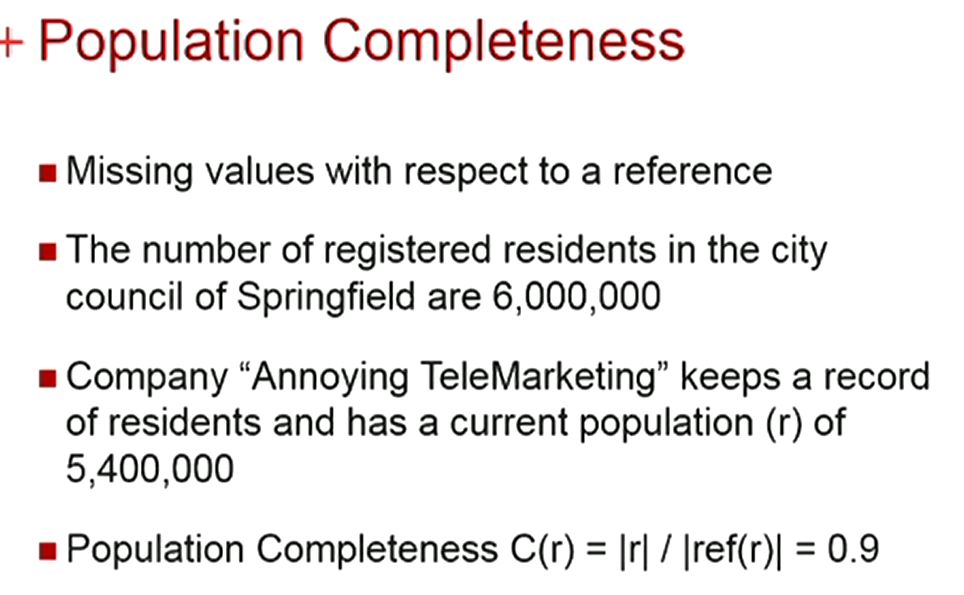 + Population Completeness
■ Missing values with respect to a reference
■ The number of registered residents in the city
council of Springfield are 6,000,000
■ Company “Annoying TeleMarketing” keeps a record
of residents and has a current population (r) of
5,400,000
■ Population Completeness C(r) = |r| / |ref(r)| = 0.9